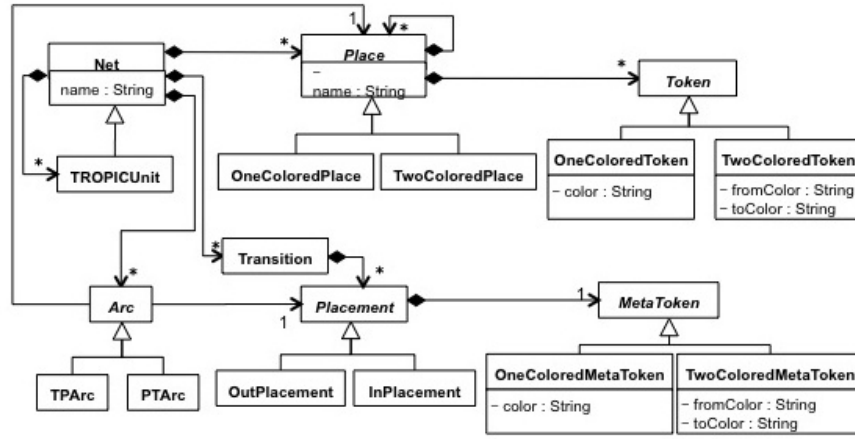 1
*
Net
*
Place
name : String
–
name : String
*
Token
*
TROPICUnit
OneColoredPlace
TwoColoredPlace
OneColoredToken
– color : String
TwoColoredToken
– fromColor : String
– toColor : String
*
Transition
*
*
Arc
1
Placement
1
MetaToken
TPArc
PTArc
OutPlacement
InPlacement
OneColoredMetaToken
– color : String
TwoColoredMetaToken
– fromColor : String
– toColor : String